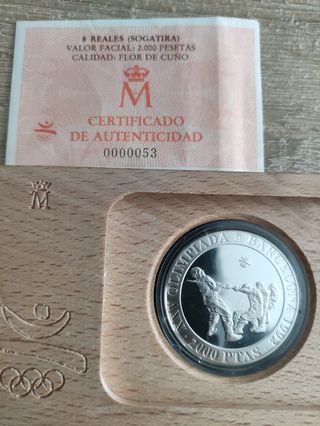 8 REALES (SOGATIRA)
VALOR FACIAL: 2.000 PESETAS
CALIDAD: FLOR DE CUÑO
M
CERTIFICADO
DE AUTENTICIDAD
0000053
M
XXV OLIMPIADA M BARCELONA 1992
2000 PTAS